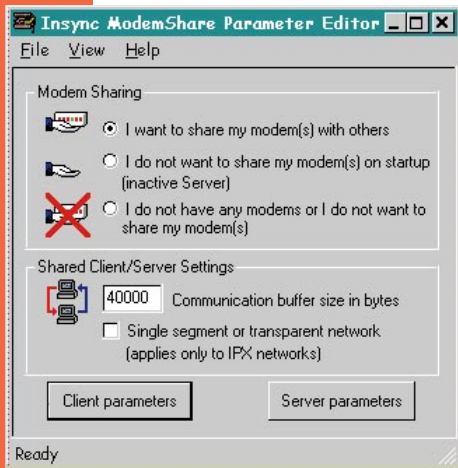 Insync ModemShare Parameter Editor
File View Help
Modem Sharing
I want to share my modem(s) with others
I do not want to share my modem(s) on startup
(inactive Server)
I do not have any modems or I do not want to
share my modem(s)
Shared Client/Server Settings
40000 Communication buffer size in bytes
Single segment or transparent network
(applies only to IPX networks)
Client parameters Server parameters
Ready